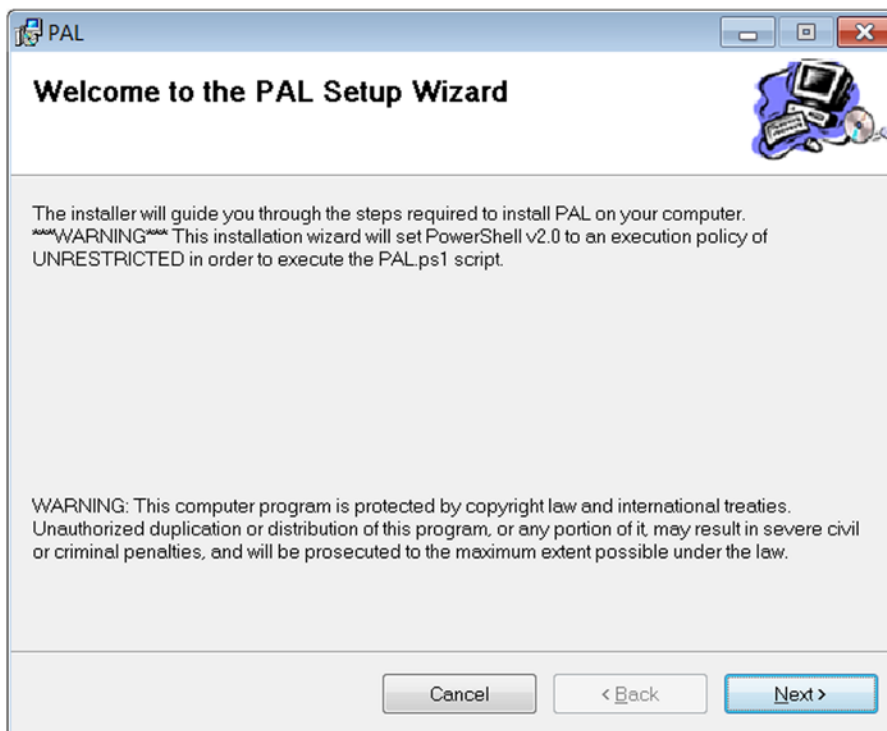 PAL
Welcome to the PAL Setup Wizard
The installer will guide you through the steps required to install PAL on your computer.
***WARNING*** This installation wizard will set PowerShell v2.0 to an execution policy of
UNRESTRICTED in order to execute the PAL.ps1 script.
WARNING: This computer program is protected by copyright law and international treaties.
Unauthorized duplication or distribution of this program, or any portion of it, may result in severe civil
or criminal penalties, and will be prosecuted to the maximum extent possible under the law.
Cancel
< Back
Next >